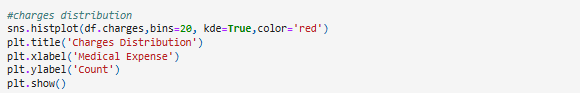 #charges distribution
sns.histplot(df.charges,bins=20, kde=True,color='red')
plt.title('Charges Distribution')
plt.xlabel('Medical Expense')
plt.ylabel('Count')
plt.show()